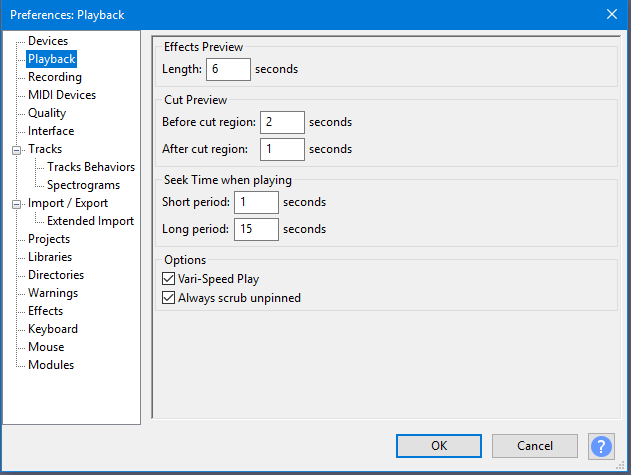 Preferences: Playback
Devices
Playback
Recording
MIDI Devices
Quality
Interface
Tracks
Tracks Behaviors
Spectrograms
Import / Export
Extended Import
Projects
Libraries
Directories
Warnings
Effects
Keyboard
Mouse
Modules
Effects Preview
Length: 6 seconds
Cut Preview
Before cut region: 2 seconds
After cut region: 1 seconds
Seek Time when playing
Short period: 1 seconds
Long period: 15 seconds
Options
Vari-Speed Play
Always scrub unpinned
OK Cancel ?